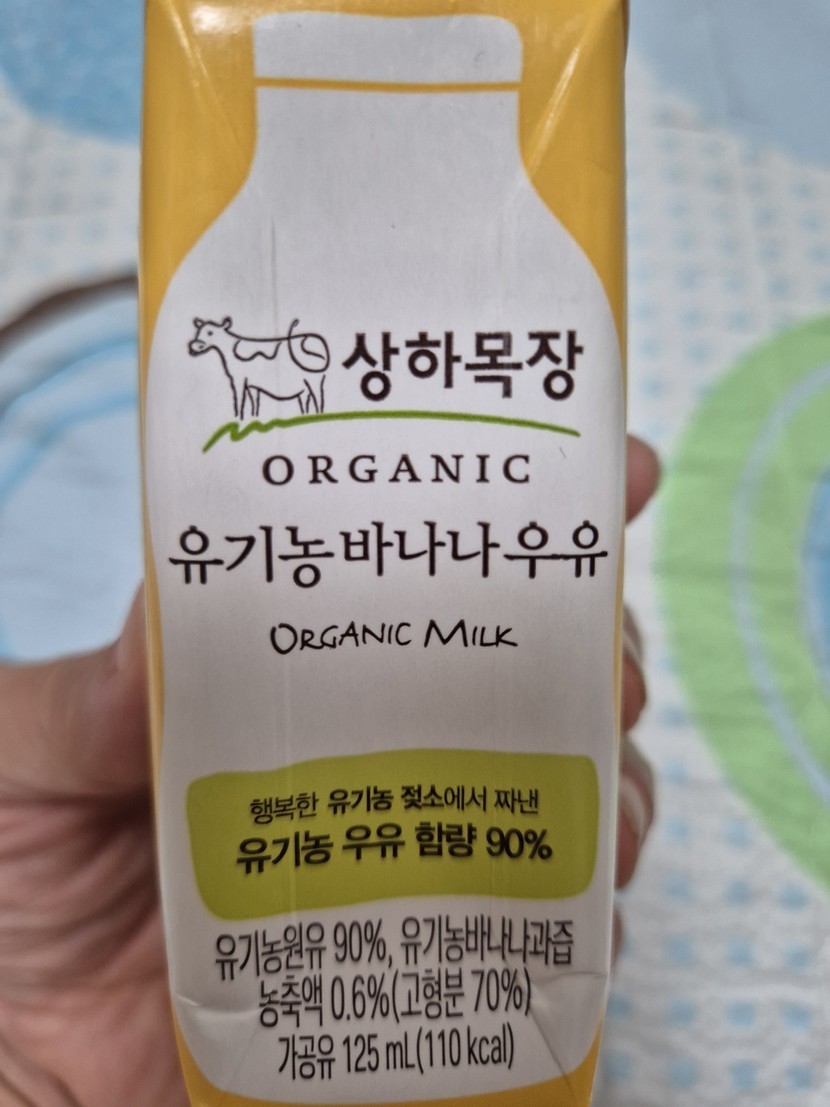 상하목장
ORGANIC
유기농바나나우유
ORGANIC MILK
행복한 유기농 젖소에서 짜낸
유기농 우유 함량 90%
유기농원유 90%, 유기농바나나과즙
농축액 0.6%(고형분 70%)
가공유 125 mL(110 kcal)